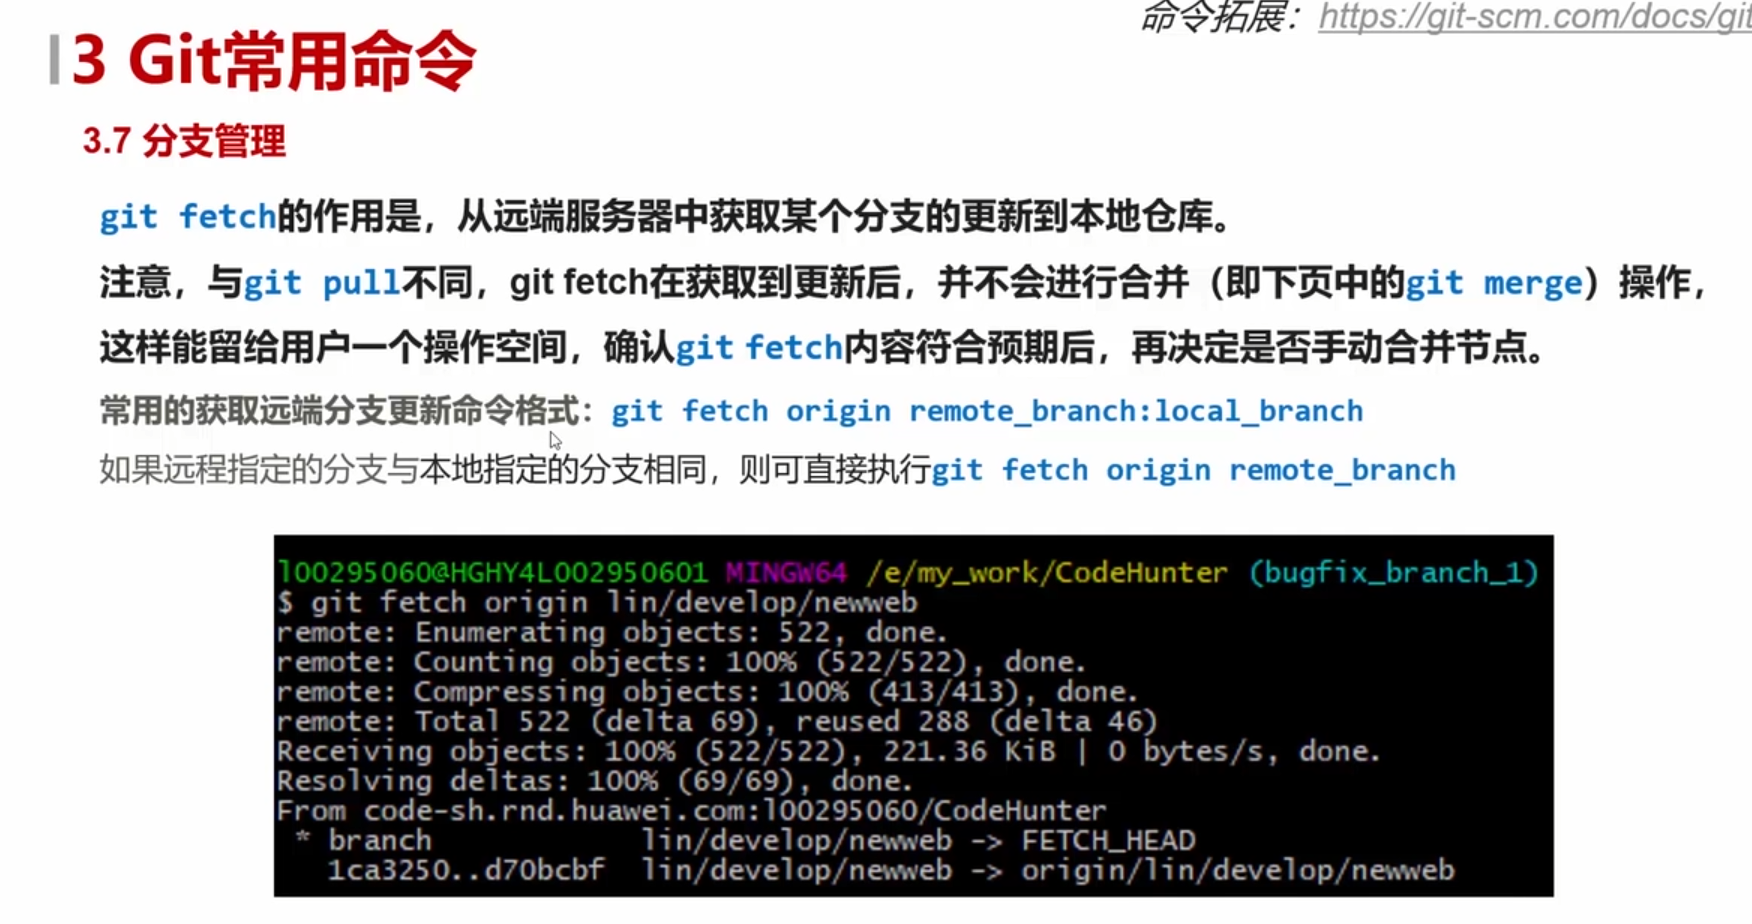 命令拓展：https://git-scm.com/docs/git
3 Git常用命令
3.7 分支管理
git fetch的作用是，从远端服务器中获取某个分支的更新到本地仓库。
注意，与git pull不同，git fetch在获取到更新后，并不会进行合并（即下页中的git merge）操作，
这样能留给用户一个操作空间，确认git fetch内容符合预期后，再决定是否手动合并节点。
常用的获取远端分支更新命令格式：git fetch origin remote_branch:local_branch
如果远程指定的分支与本地指定的分支相同，则可直接执行git fetch origin remote_branch
l00295060@HGHY4L002950601 MINGW64 /e/my_work/CodeHunter (bugfix_branch_1)
$ git fetch origin lin/develop/newweb
remote: Enumerating objects: 522, done.
remote: Counting objects: 100% (522/522), done.
remote: Compressing objects: 100% (413/413), done.
remote: Total 522 (delta 69), reused 288 (delta 46)
Receiving objects: 100% (522/522), 221.36 KiB | 0 bytes/s, done.
Resolving deltas: 100% (69/69), done.
From code-sh.rnd.huawei.com:l00295060/CodeHunter
* branch lin/develop/newweb -> FETCH_HEAD
1ca3250..d70bcbf lin/develop/newweb -> origin/lin/develop/newweb